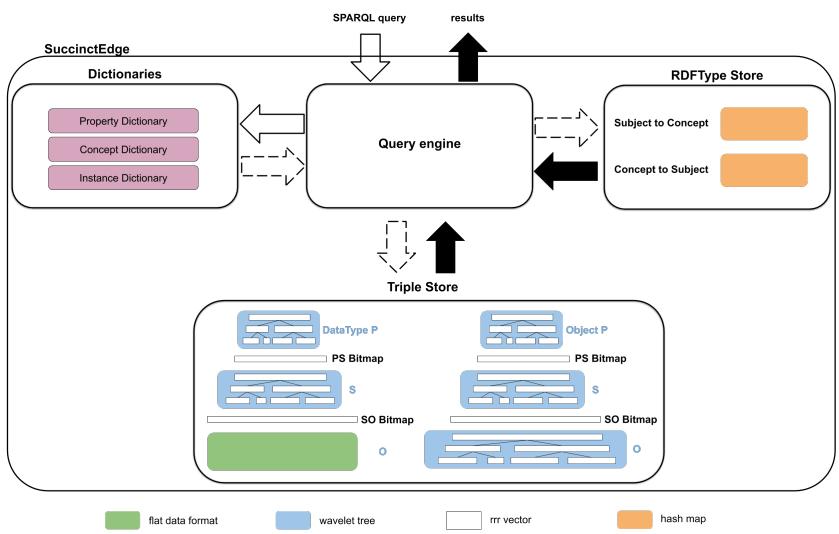 SPARQL query
results
SuccinctEdge
Dictionaries
RDFType Store
Property Dictionary
Concept Dictionary
Instance Dictionary
Query engine
Subject to Concept
Concept to Subject
Triple Store
DataType P
Object P
PS Bitmap
PS Bitmap
S
S
SO Bitmap
SO Bitmap
O
O
flat data format
wavelet tree
rrr vector
hash map